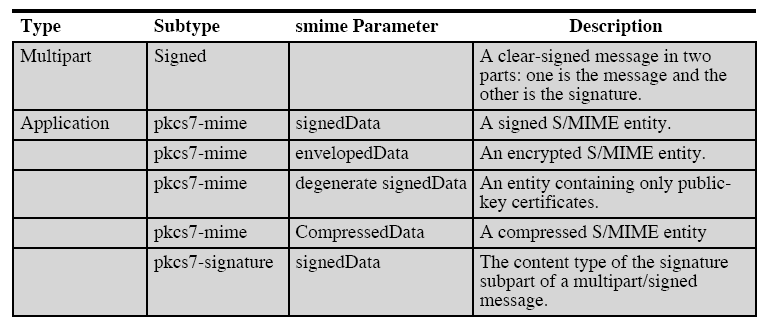 Type Subtype smime Parameter Description
Multipart Signed A clear-signed message in two
parts: one is the message and the
other is the signature.
Application pkcs7-mime signedData A signed S/MIME entity.
pkcs7-mime envelopedData An encrypted S/MIME entity.
pkcs7-mime degenerate signedData An entity containing only public-
key certificates.
pkcs7-mime CompressedData A compressed S/MIME entity
pkcs7-signature signedData The content type of the signature
subpart of a multipart/signed
message.